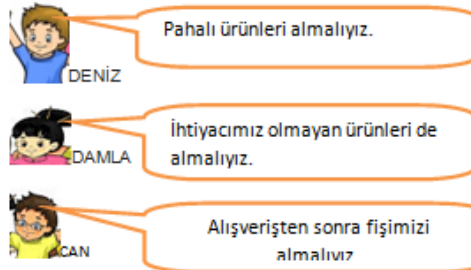 Pahalı ürünleri almalıyız.
DENİZ
İhtiyacımız olmayan ürünleri de
almalıyız.
DAMLA
Alışverişten sonra fişimizi
almalıyız
CAN